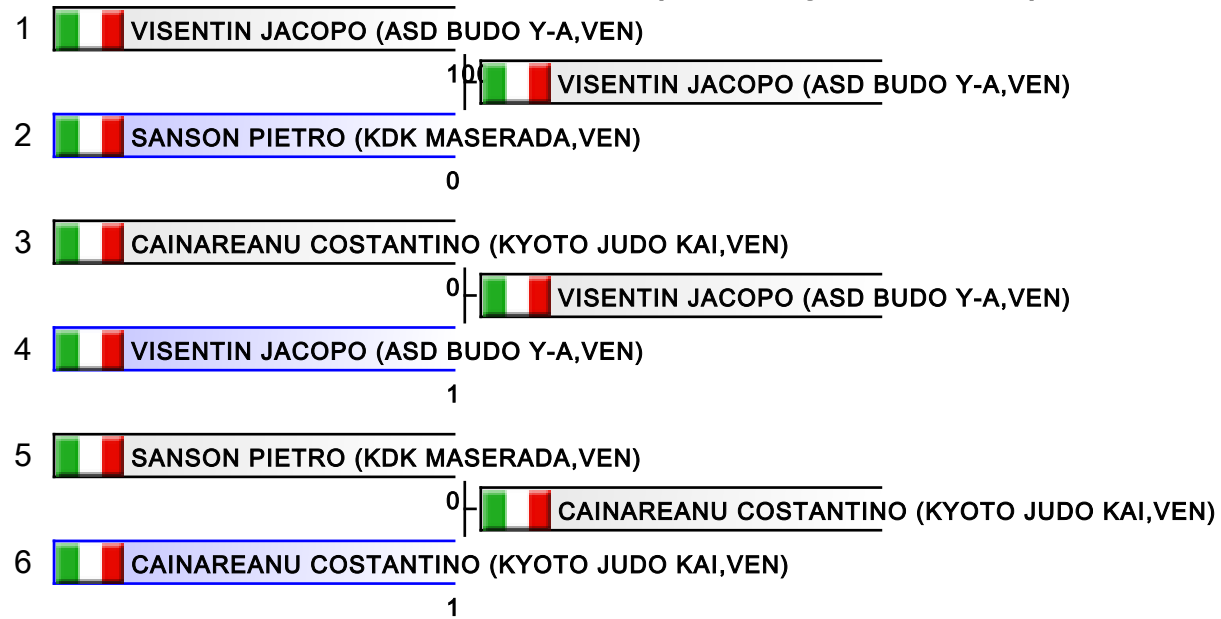 1 VISENTIN JACOPO (ASD BUDO Y-A,VEN)
100
VISENTIN JACOPO (ASD BUDO Y-A,VEN)
2 SANSON PIETRO (KDK MASERADA,VEN)
0
3 CAINAREANU COSTANTINO (KYOTO JUDO KAI,VEN)
0
VISENTIN JACOPO (ASD BUDO Y-A,VEN)
4 VISENTIN JACOPO (ASD BUDO Y-A,VEN)
1
5 SANSON PIETRO (KDK MASERADA,VEN)
0
CAINAREANU COSTANTINO (KYOTO JUDO KAI,VEN)
6 CAINAREANU COSTANTINO (KYOTO JUDO KAI,VEN)
1